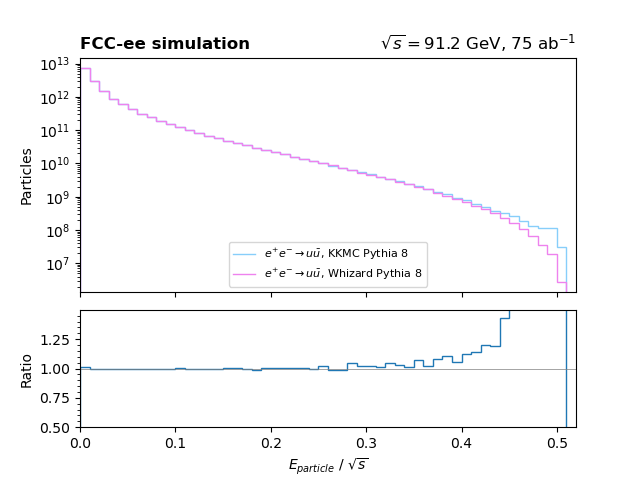 FCC-ee simulation √s = 91.2 GeV, 75 ab⁻¹
10¹³
10¹²
10¹¹
10¹⁰
10⁹
10⁸
10⁷
Particles
e⁺e⁻ → uū, KKMC Pythia 8
e⁺e⁻ → uū, Whizard Pythia 8
1.25
1.00
0.75
0.50
Ratio
0.0 0.1 0.2 0.3 0.4 0.5
E_particle / √s